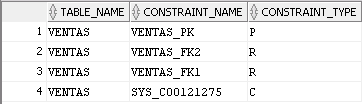 TABLE_NAME CONSTRAINT_NAME CONSTRAINT_TYPE
1 VENTAS VENTAS_PK P
2 VENTAS VENTAS_FK2 R
3 VENTAS VENTAS_FK1 R
4 VENTAS SYS_C00121275 C